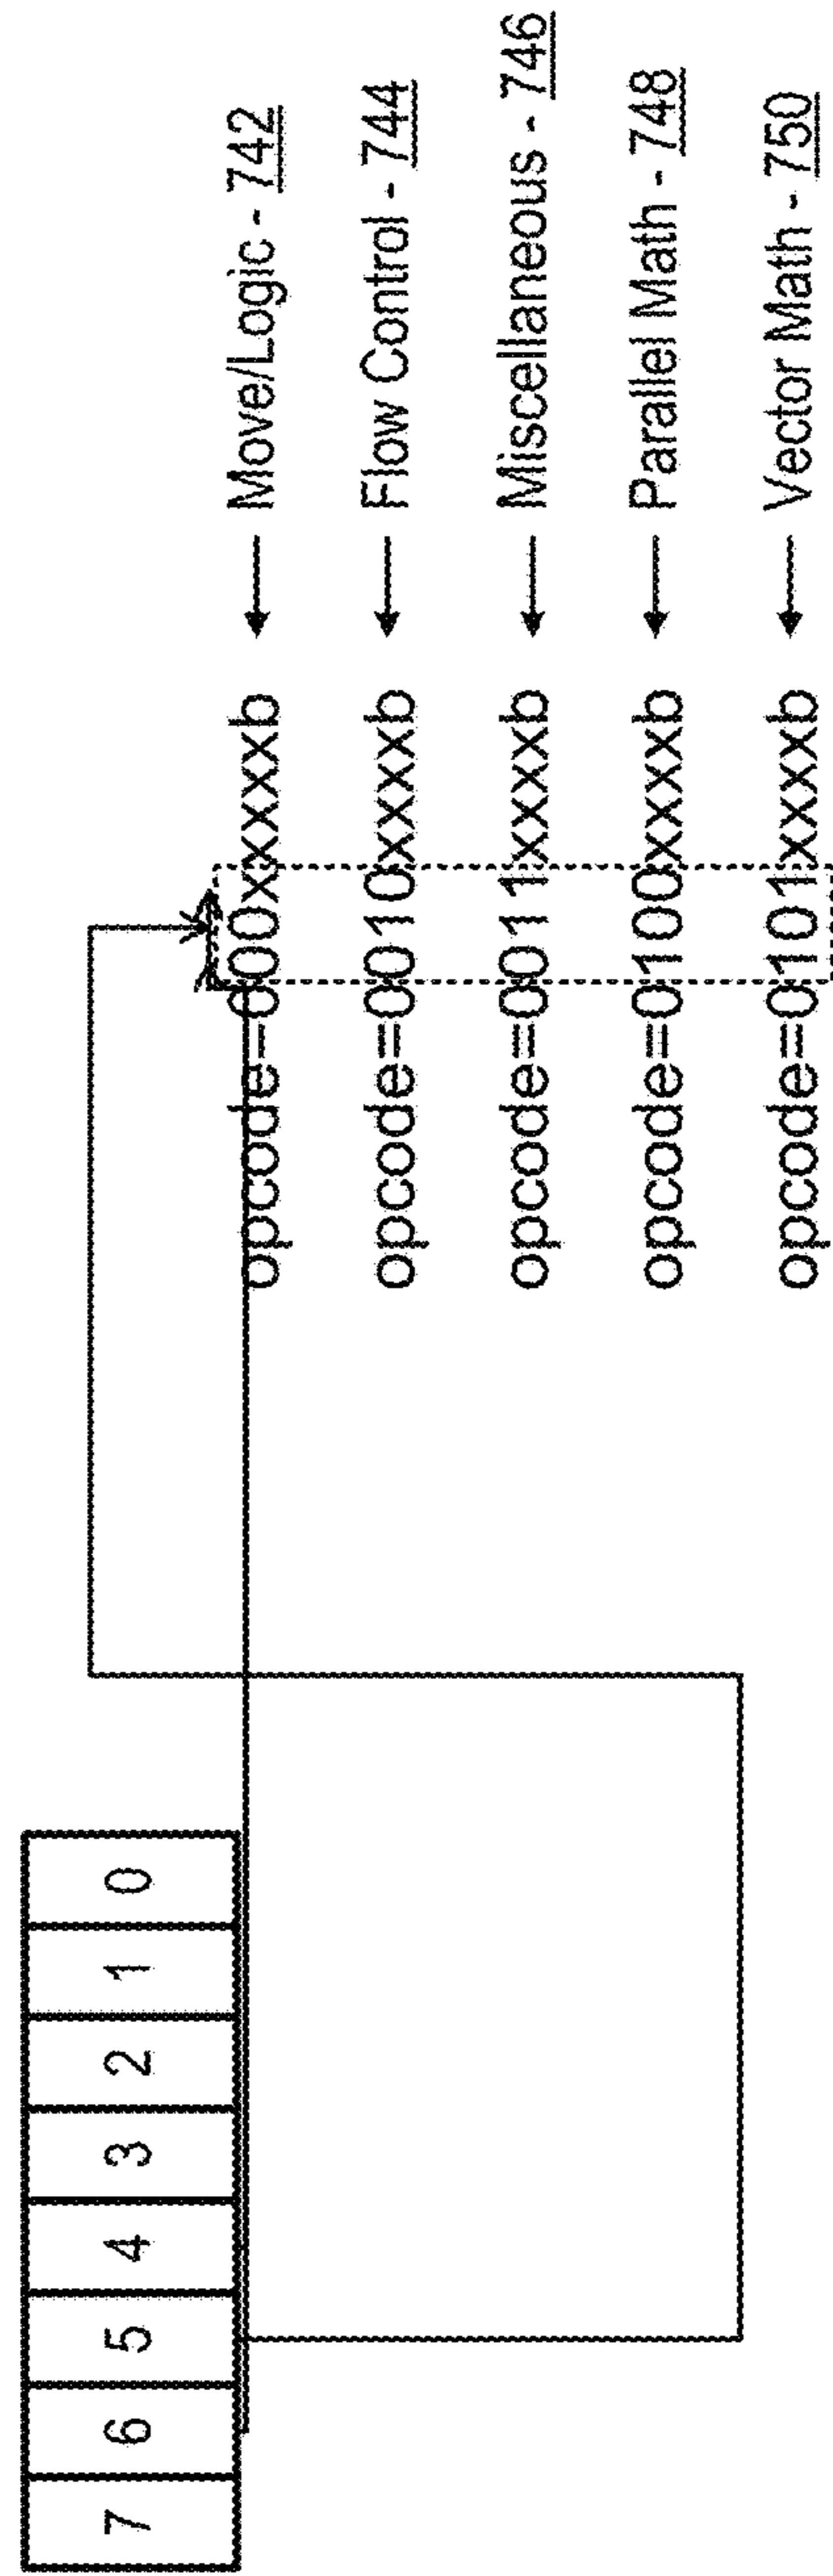 7 6 5 4 3 2 1 0
opcode=000xxxxxb ← Move/Logic - 742
opcode=0010xxxxb ← Flow Control - 744
opcode=0011xxxxb ← Miscellaneous - 746
opcode=0100xxxxb ← Parallel Math - 748
opcode=0101xxxxb ← Vector Math - 750